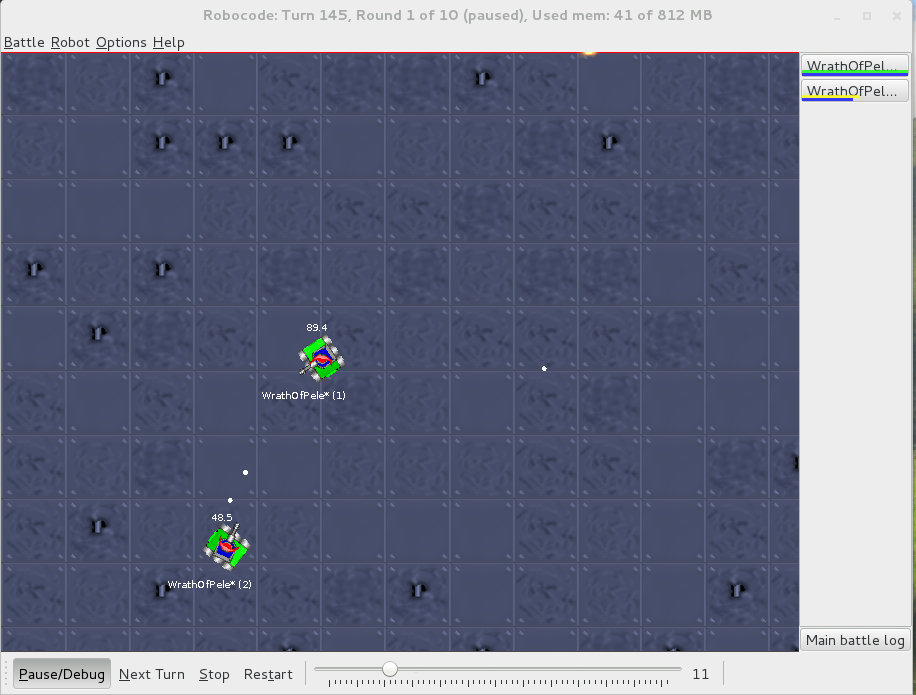 Robocode: Turn 145, Round 1 of 10 (paused), Used mem: 41 of 812 MB
Battle Robot Options Help
WrathOfPel...
WrathOfPel...
89.4
WrathOfPele* (1)
48.5
WrathOfPele* (2)
Main battle log
Pause/Debug Next Turn Stop Restart 11